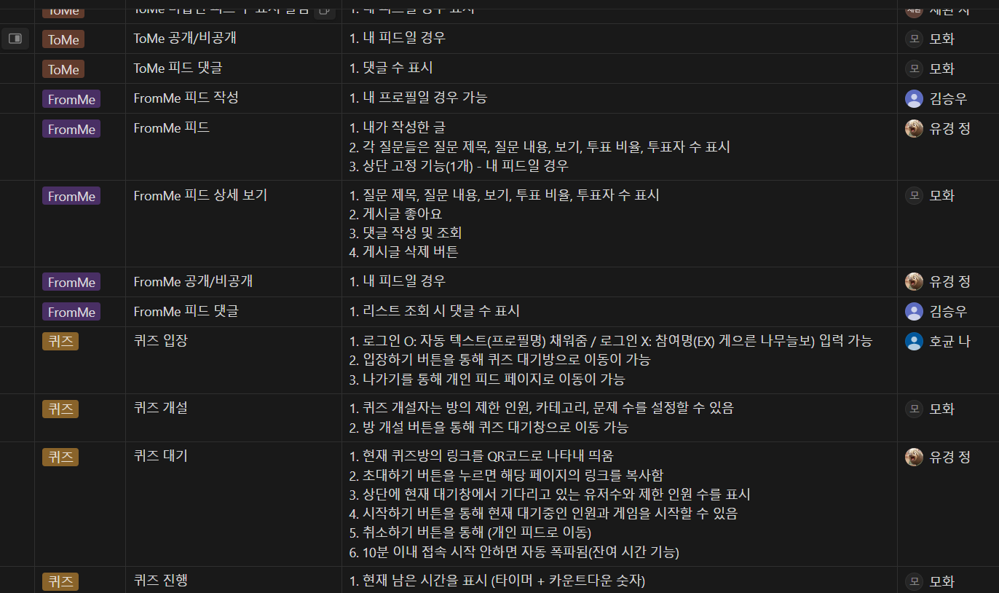 ToMe
1. 내 피드일 경우 표시
ToMe
ToMe 공개/비공개
1. 내 피드일 경우
모
모화
ToMe
ToMe 피드 댓글
1. 댓글 수 표시
모
모화
FromMe
FromMe 피드 작성
1. 내 프로필일 경우 가능
김승우
FromMe
FromMe 피드
1. 내가 작성한 글
2. 각 질문들은 질문 제목, 질문 내용, 보기, 투표 비율, 투표자 수 표시
3. 상단 고정 기능(1개) - 내 피드일 경우
유경 정
FromMe
FromMe 피드 상세 보기
1. 질문 제목, 질문 내용, 보기, 투표 비율, 투표자 수 표시
2. 게시글 좋아요
3. 댓글 작성 및 조회
4. 게시글 삭제 버튼
모
모화
FromMe
FromMe 공개/비공개
1. 내 피드일 경우
유경 정
FromMe
FromMe 피드 댓글
1. 리스트 조회 시 댓글 수 표시
김승우
퀴즈
퀴즈 입장
1. 로그인 O: 자동 텍스트(프로필명) 채워줌 / 로그인 X: 참여명(EX) 게으른 나무늘보) 입력 가능
2. 입장하기 버튼을 통해 퀴즈 대기방으로 이동이 가능
3. 나가기를 통해 개인 피드 페이지로 이동이 가능
호균 나
퀴즈
퀴즈 개설
1. 퀴즈 개설자는 방의 제한 인원, 카테고리, 문제 수를 설정할 수 있음
2. 방 개설 버튼을 통해 퀴즈 대기창으로 이동 가능
모
모화
퀴즈
퀴즈 대기
1. 현재 퀴즈방의 링크를 QR코드로 나타내 띄움
2. 초대하기 버튼을 누르면 해당 페이지의 링크를 복사함
3. 상단에 현재 대기창에서 기다리고 있는 유저수와 제한 인원 수를 표시
4. 시작하기 버튼을 통해 현재 대기중인 인원과 게임을 시작할 수 있음
5. 취소하기 버튼을 통해 (개인 피드로 이동)
6. 10분 이내 접속 시작 안하면 자동 폭파됨(잔여 시간 기능)
유경 정
퀴즈
퀴즈 진행
1. 현재 남은 시간을 표시 (타이머 + 카운트다운 숫자)
모
모화